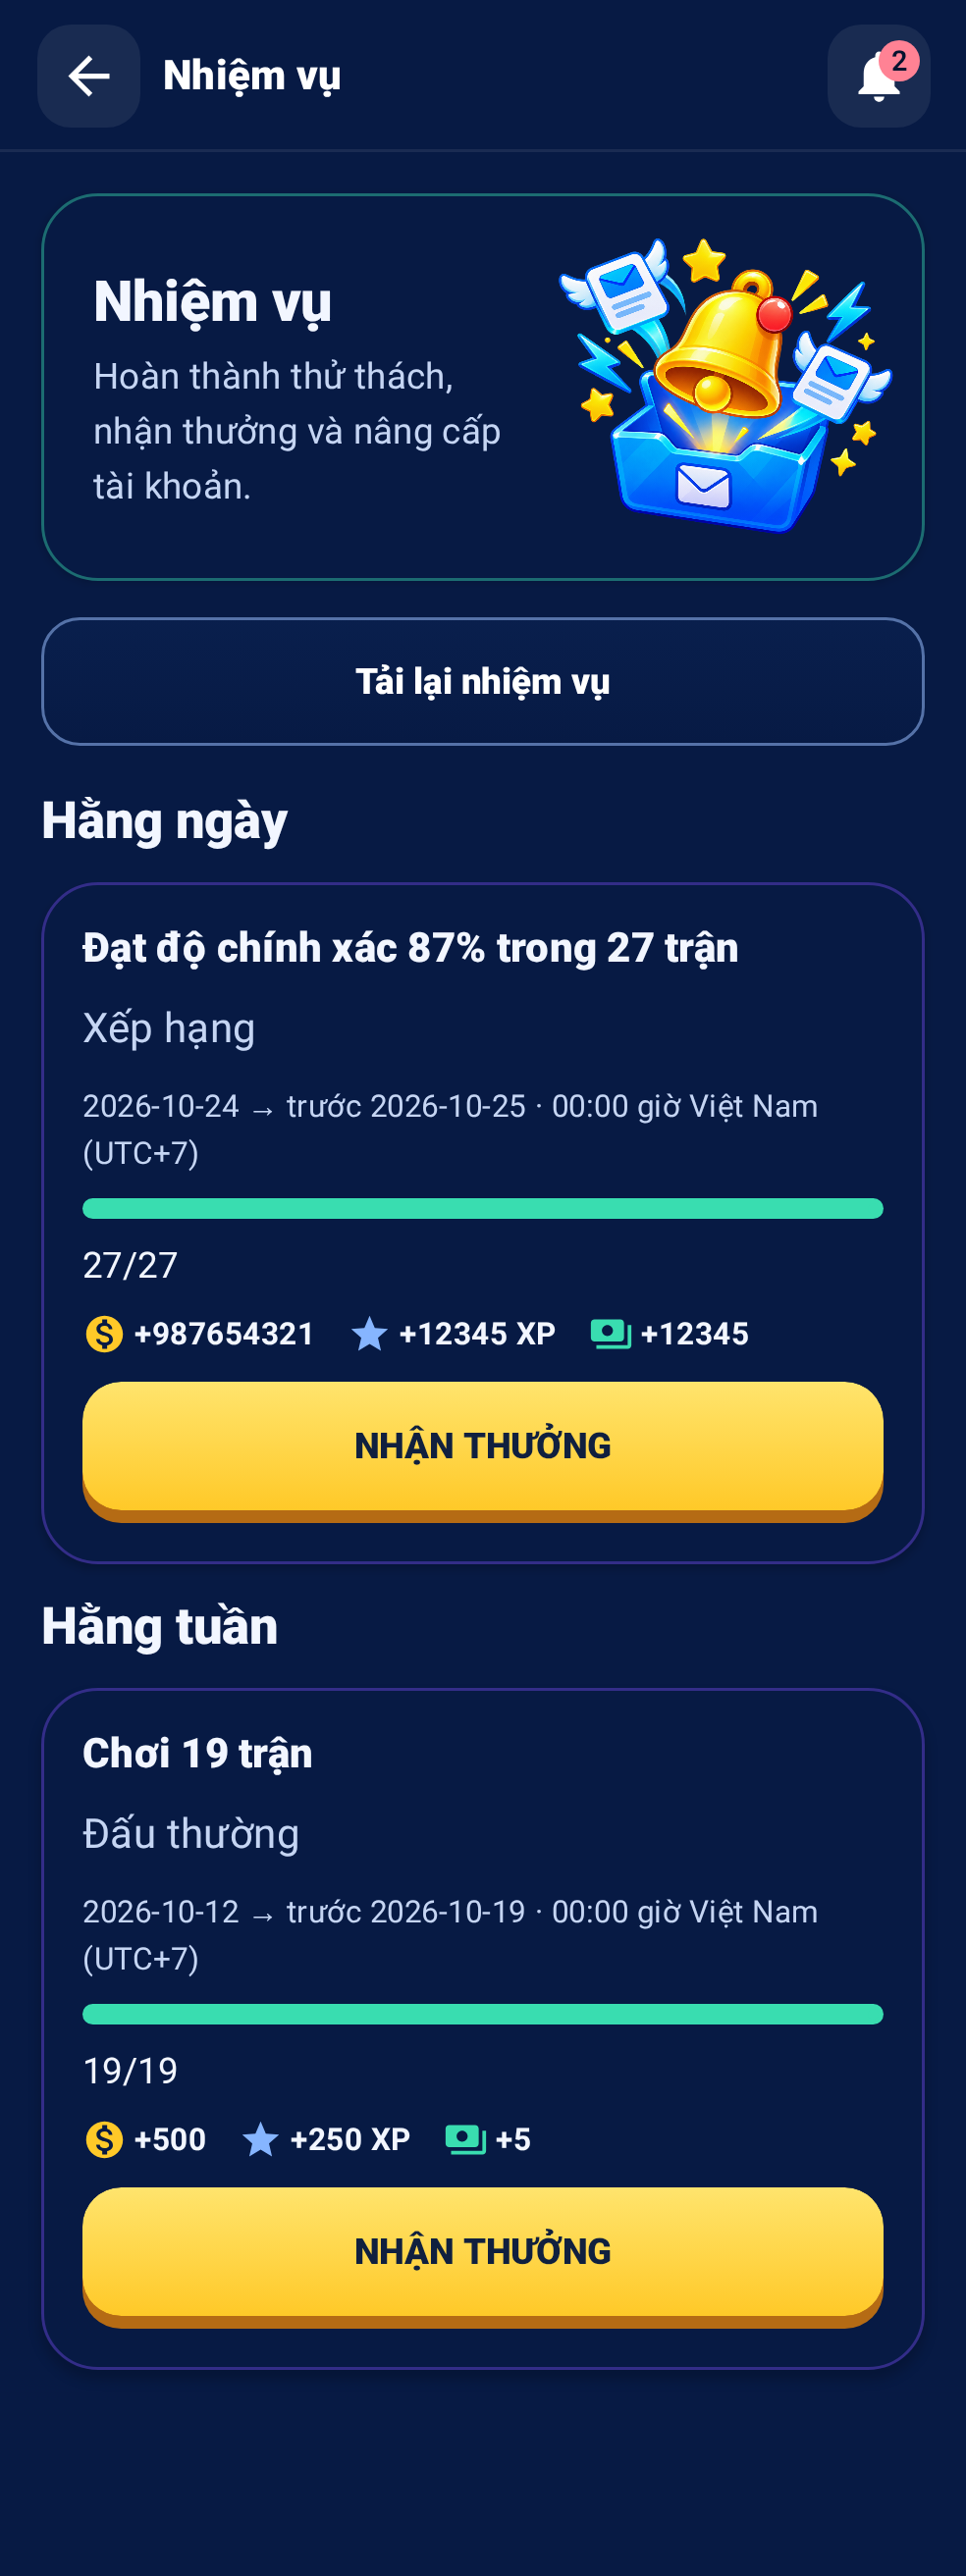 Nhiệm vụ
2
Nhiệm vụ
Hoàn thành thử thách,
nhận thưởng và nâng cấp
tài khoản.
Tải lại nhiệm vụ
Hằng ngày
Đạt độ chính xác 87% trong 27 trận
Xếp hạng
2026-10-24 → trước 2026-10-25 · 00:00 giờ Việt Nam
(UTC+7)
27/27
+987654321 +12345 XP +12345
NHẬN THƯỞNG
Hằng tuần
Chơi 19 trận
Đấu thường
2026-10-12 → trước 2026-10-19 · 00:00 giờ Việt Nam
(UTC+7)
19/19
+500 +250 XP +5
NHẬN THƯỞNG